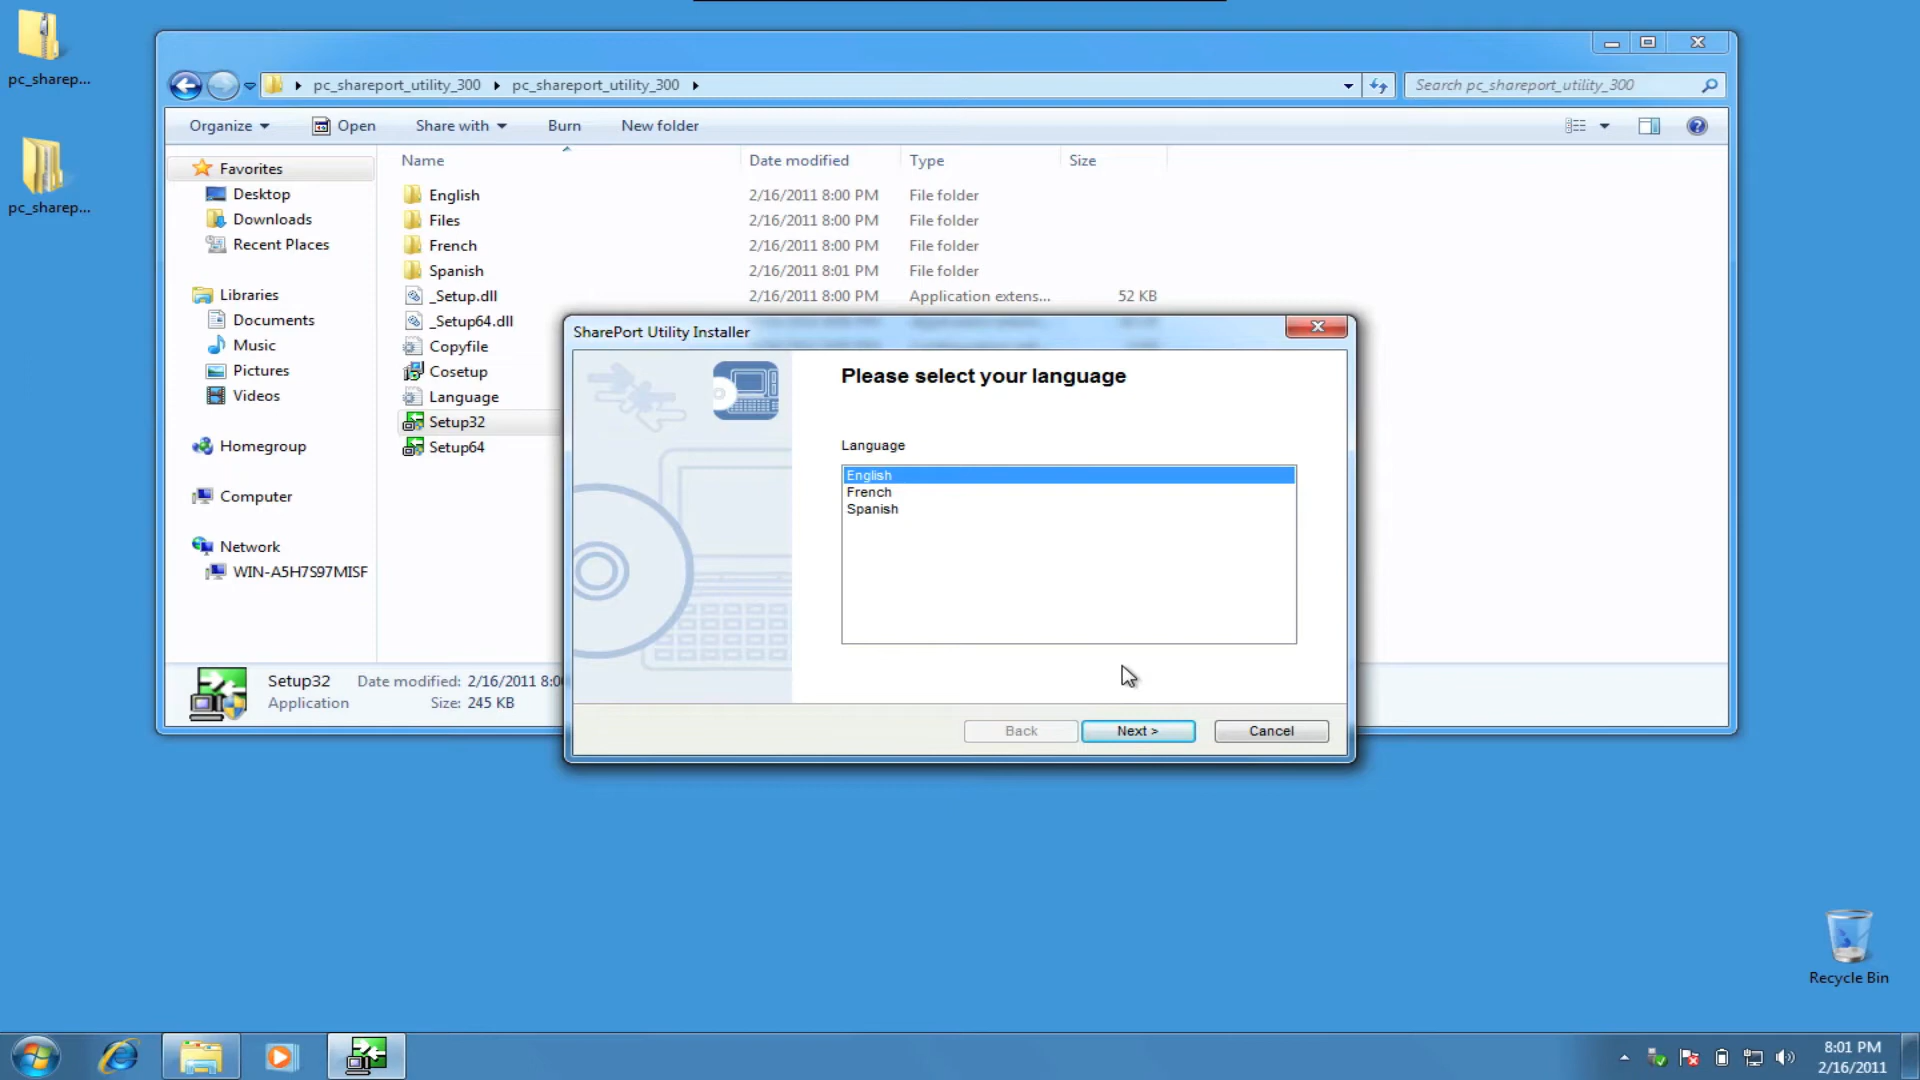 pc_sharep...
pc_sharep...
pc_shareport_utility_300
pc_shareport_utility_300
Search pc_shareport_utility_300
Organize
Open
Share with
Burn
New folder
Favorites
Desktop
Downloads
Recent Places
Libraries
Documents
Music
Pictures
Videos
Homegroup
Computer
Network
WIN-A5H7S97MISF
Name Date modified Type Size
English 2/16/2011 8:00 PM File folder
Files 2/16/2011 8:00 PM File folder
French 2/16/2011 8:00 PM File folder
Spanish 2/16/2011 8:01 PM File folder
_Setup.dll 2/16/2011 8:00 PM Application extens... 52 KB
_Setup64.dll
Copyfile
Cosetup
Language
Setup32
Setup64
Setup32 Date modified: 2/16/2011 8:0
Application Size: 245 KB
SharePort Utility Installer
Please select your language
Language
English
French
Spanish
Back
Next >
Cancel
Recycle Bin
8:01 PM
2/16/2011